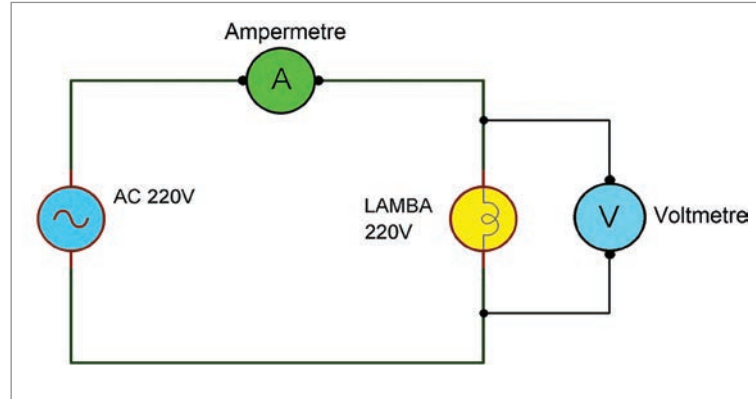 Ampermetre
A
AC 220V
LAMBA
220V
V
Voltmetre